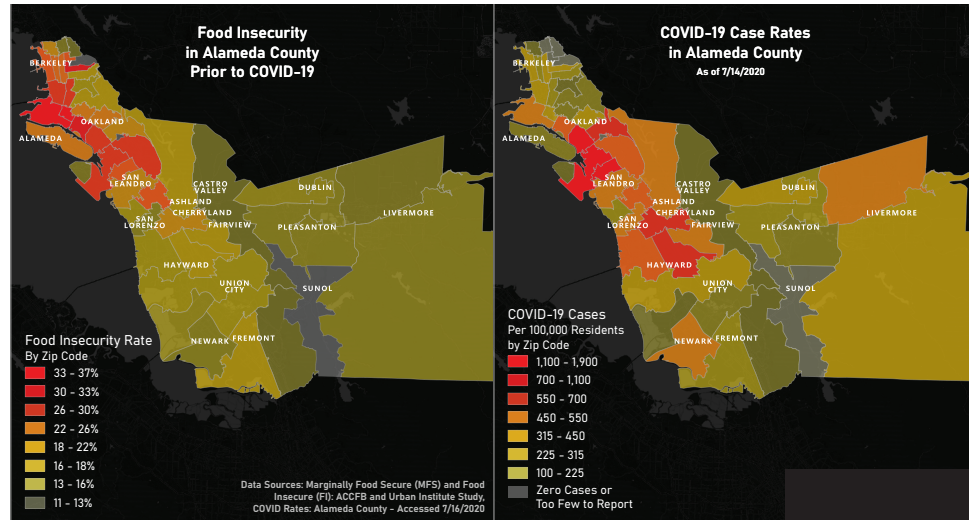 Food Insecurity
in Alameda County
Prior to COVID-19
BERKELEY
OAKLAND
ALAMEDA
SAN
LEANDRO
CASTRO
VALLEY
DUBLIN
ASHLAND
CHERRYLAND
LIVERMORE
SAN
LORENZO
FAIRVIEW
PLEASANTON
HAYWARD
UNION
CITY
SUNOL
NEWARK
FREMONT
Food Insecurity Rate
By Zip Code
33 - 37%
30 - 33%
26 - 30%
22 - 26%
18 - 22%
16 - 18%
13 - 16%
11 - 13%
Data Sources: Marginally Food Secure (MFS) and Food
Insecure (FI): ACCFB and Urban Institute Study,
COVID Rates: Alameda County - Accessed 7/16/2020
COVID-19 Case Rates
in Alameda County
As of 7/14/2020
BERKELEY
OAKLAND
ALAMEDA
SAN
LEANDRO
CASTRO
VALLEY
DUBLIN
ASHLAND
CHERRYLAND
LIVERMORE
SAN
LORENZO
FAIRVIEW
PLEASANTON
HAYWARD
UNION
CITY
SUNOL
NEWARK
FREMONT
COVID-19 Cases
Per 100,000 Residents
by Zip Code
1,100 - 1,900
700 - 1,100
550 - 700
450 - 550
315 - 450
225 - 315
100 - 225
Zero Cases or
Too Few to Report